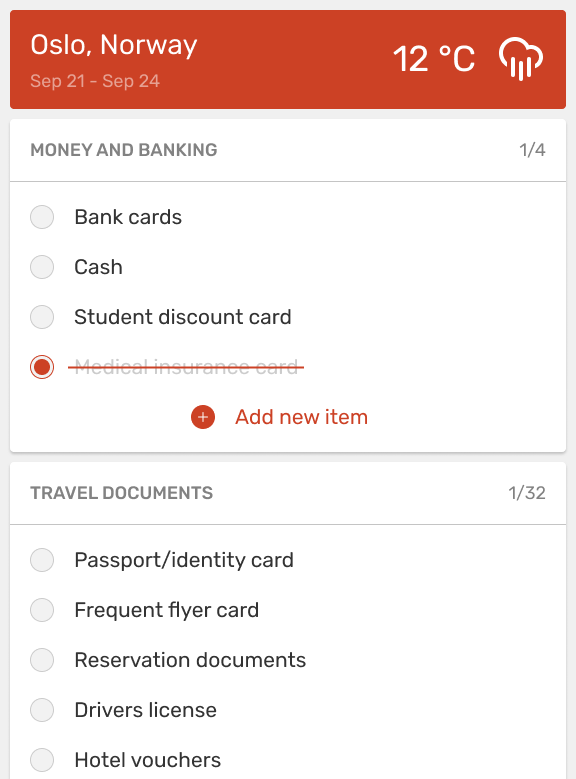 Oslo, Norway
Sep 21 - Sep 24
12 °C
MONEY AND BANKING 1/4
Bank cards
Cash
Student discount card
Medical insurance card
Add new item
TRAVEL DOCUMENTS 1/32
Passport/identity card
Frequent flyer card
Reservation documents
Drivers license
Hotel vouchers